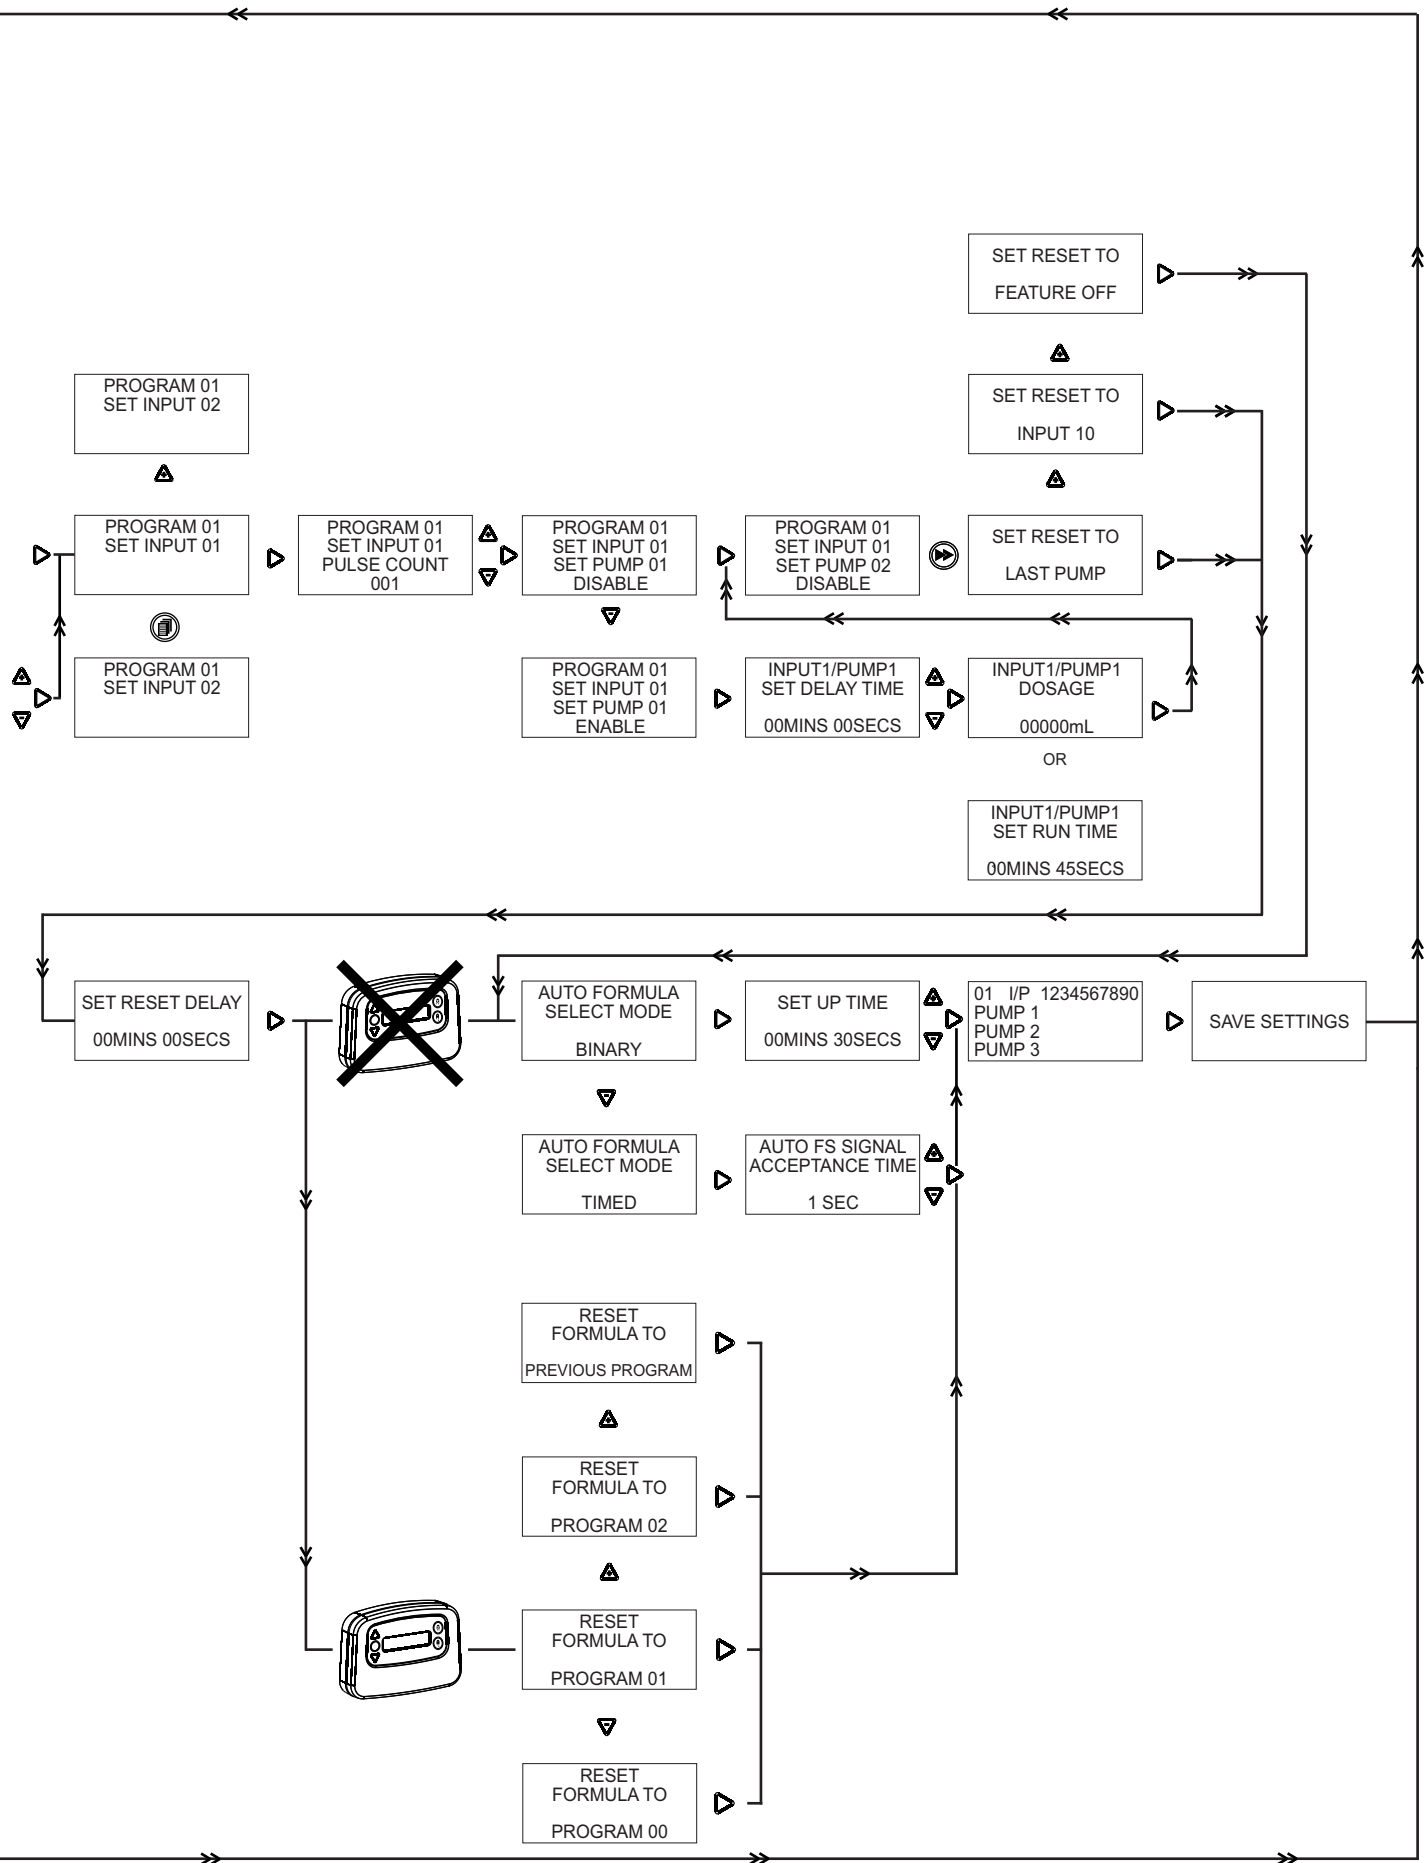 SET RESET TO
FEATURE OFF
PROGRAM 01
SET INPUT 02
SET RESET TO
INPUT 10
PROGRAM 01
SET INPUT 01
PROGRAM 01
SET INPUT 01
PULSE COUNT
001
PROGRAM 01
SET INPUT 01
SET PUMP 01
DISABLE
PROGRAM 01
SET INPUT 01
SET PUMP 02
DISABLE
SET RESET TO
LAST PUMP
PROGRAM 01
SET INPUT 02
PROGRAM 01
SET INPUT 01
SET PUMP 01
ENABLE
INPUT1/PUMP1
SET DELAY TIME
00MINS 00SECS
INPUT1/PUMP1
DOSAGE
00000mL
OR
INPUT1/PUMP1
SET RUN TIME
00MINS 45SECS
SET RESET DELAY
00MINS 00SECS
AUTO FORMULA
SELECT MODE
BINARY
SET UP TIME
00MINS 30SECS
01 I/P 1234567890
PUMP 1
PUMP 2
PUMP 3
SAVE SETTINGS
AUTO FORMULA
SELECT MODE
TIMED
AUTO FS SIGNAL
ACCEPTANCE TIME
1 SEC
RESET
FORMULA TO
PREVIOUS PROGRAM
RESET
FORMULA TO
PROGRAM 02
RESET
FORMULA TO
PROGRAM 01
RESET
FORMULA TO
PROGRAM 00